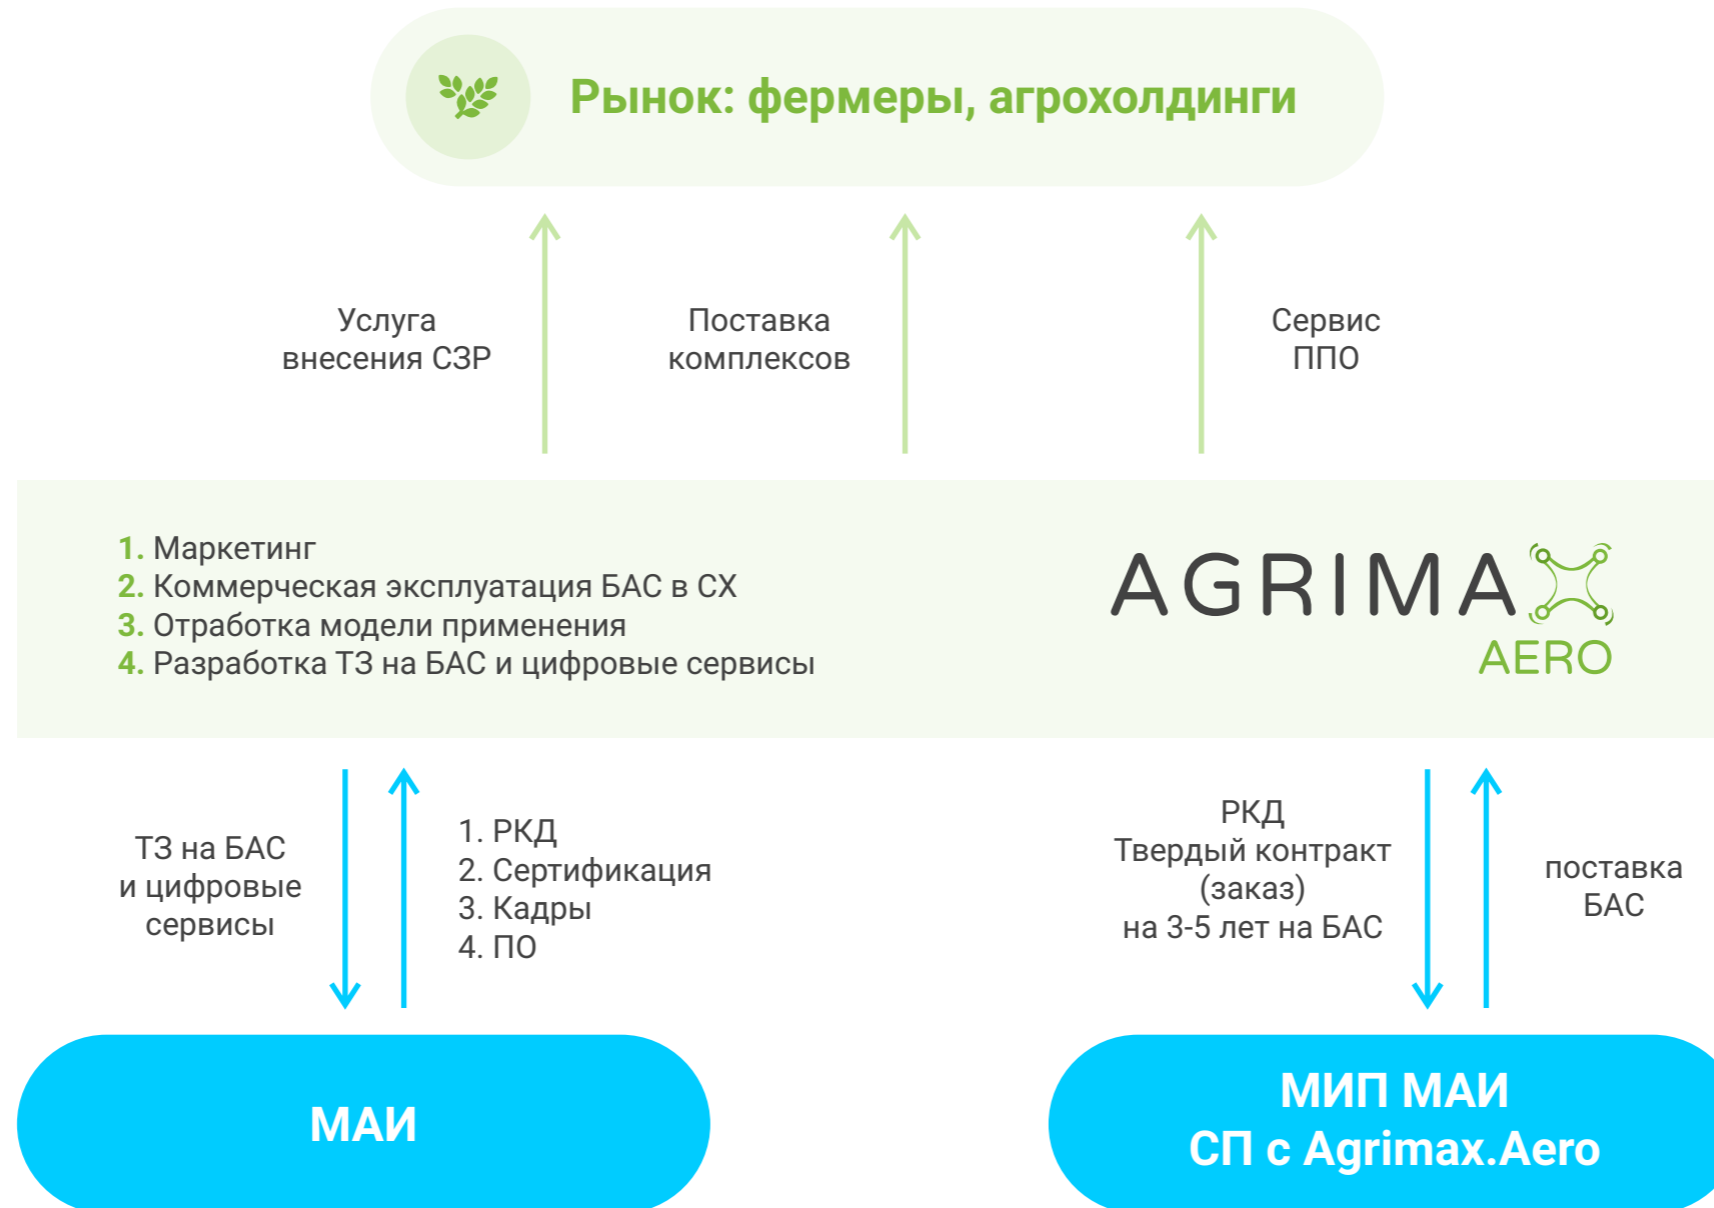 Рынок: фермеры, агрохолдинги
Услуга
внесения СЗР
Поставка
комплексов
Сервис
ППО
1. Маркетинг
2. Коммерческая эксплуатация БАС в СХ
3. Отработка модели применения
4. Разработка ТЗ на БАС и цифровые сервисы
AGRIMAX
AERO
ТЗ на БАС
и цифровые
сервисы
1. РКД
2. Сертификация
3. Кадры
4. ПО
РКД
Твердый контракт
(заказ)
на 3-5 лет на БАС
поставка
БАС
МАИ
МИП МАИ
СП с Agrimax.Aero